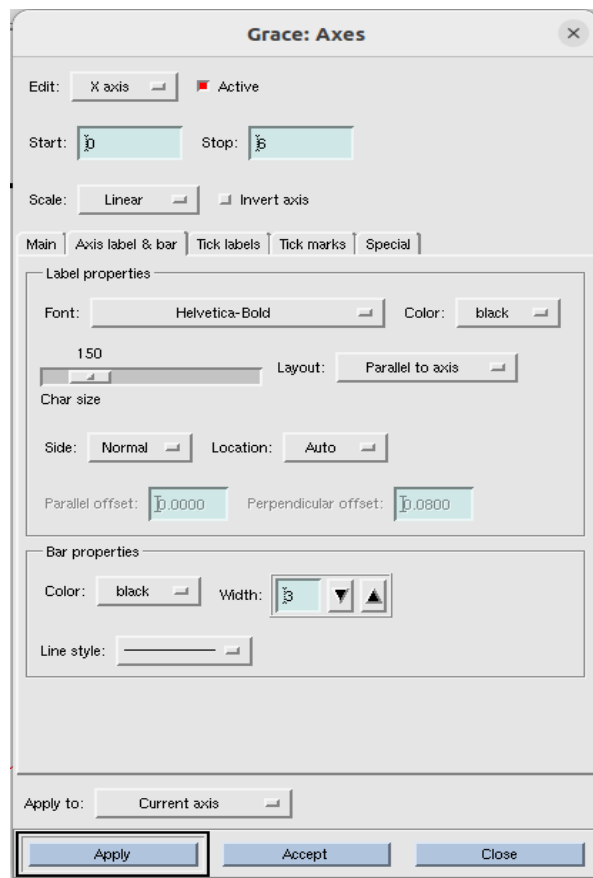 Grace: Axes
Edit: X axis Active
Start: 0 Stop: 6
Scale: Linear Invert axis
Main Axis label & bar Tick labels Tick marks Special
Label properties
Font: Helvetica-Bold Color: black
150
Layout: Parallel to axis
Char size
Side: Normal Location: Auto
Parallel offset: 0.0000 Perpendicular offset: 0.0800
Bar properties
Color: black Width: 3
Line style:
Apply to: Current axis
Apply Accept Close